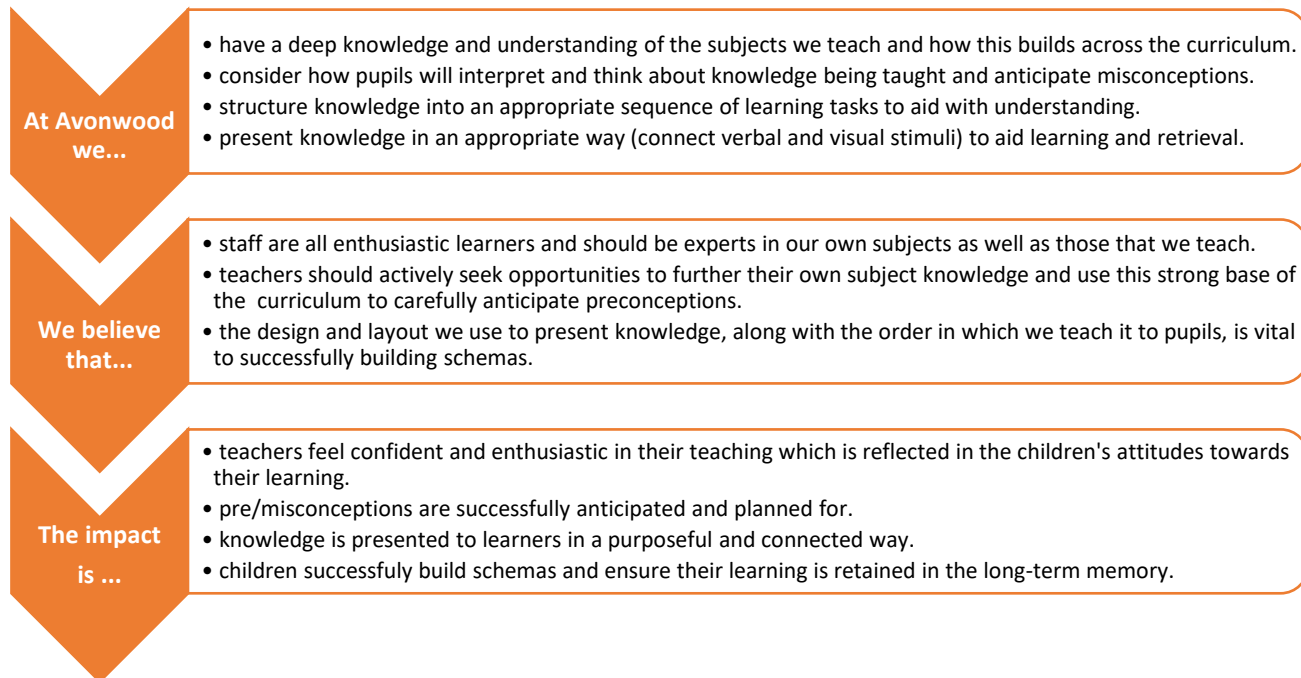 At Avonwood
we...
• have a deep knowledge and understanding of the subjects we teach and how this builds across the curriculum.
• consider how pupils will interpret and think about knowledge being taught and anticipate misconceptions.
• structure knowledge into an appropriate sequence of learning tasks to aid with understanding.
• present knowledge in an appropriate way (connect verbal and visual stimuli) to aid learning and retrieval.
We believe
that...
• staff are all enthusiastic learners and should be experts in our own subjects as well as those that we teach.
• teachers should actively seek opportunities to further their own subject knowledge and use this strong base of
the curriculum to carefully anticipate preconceptions.
• the design and layout we use to present knowledge, along with the order in which we teach it to pupils, is vital
to successfully building schemas.
The impact
is ...
• teachers feel confident and enthusiastic in their teaching which is reflected in the children's attitudes towards
their learning.
• pre/misconceptions are successfully anticipated and planned for.
• knowledge is presented to learners in a purposeful and connected way.
• children successfuly build schemas and ensure their learning is retained in the long-term memory.